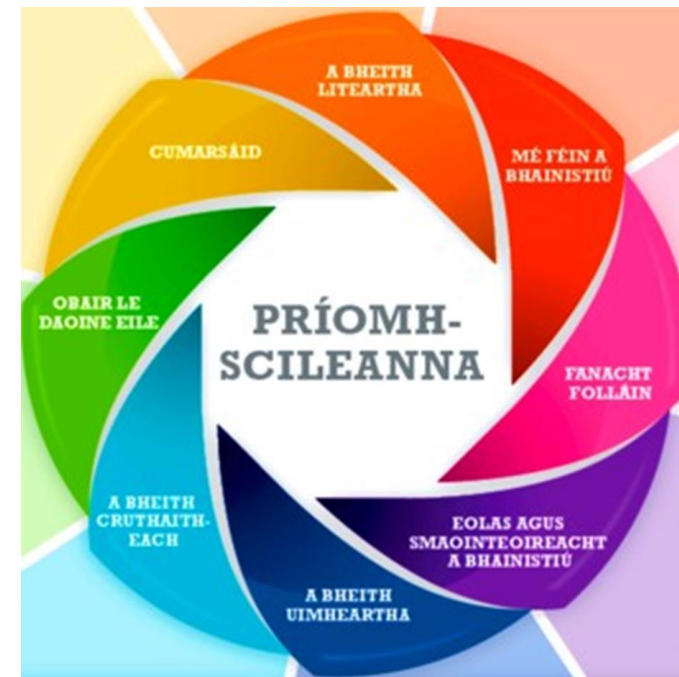 A BHEITH
LITEARTHA
MÉ FÉIN A
BHAINISTIÚ
FANACHT
FOLLÁIN
EOLAS AGUS
SMAOINTEOIREACHT
A BHAINISTIÚ
A BHEITH
UIMHEARTHA
A BHEITH
CRUTHAITH-
EACH
OBAIR LE
DAOINE EILE
CUMARSÁID
PRÍOMH-
SCILEANNA